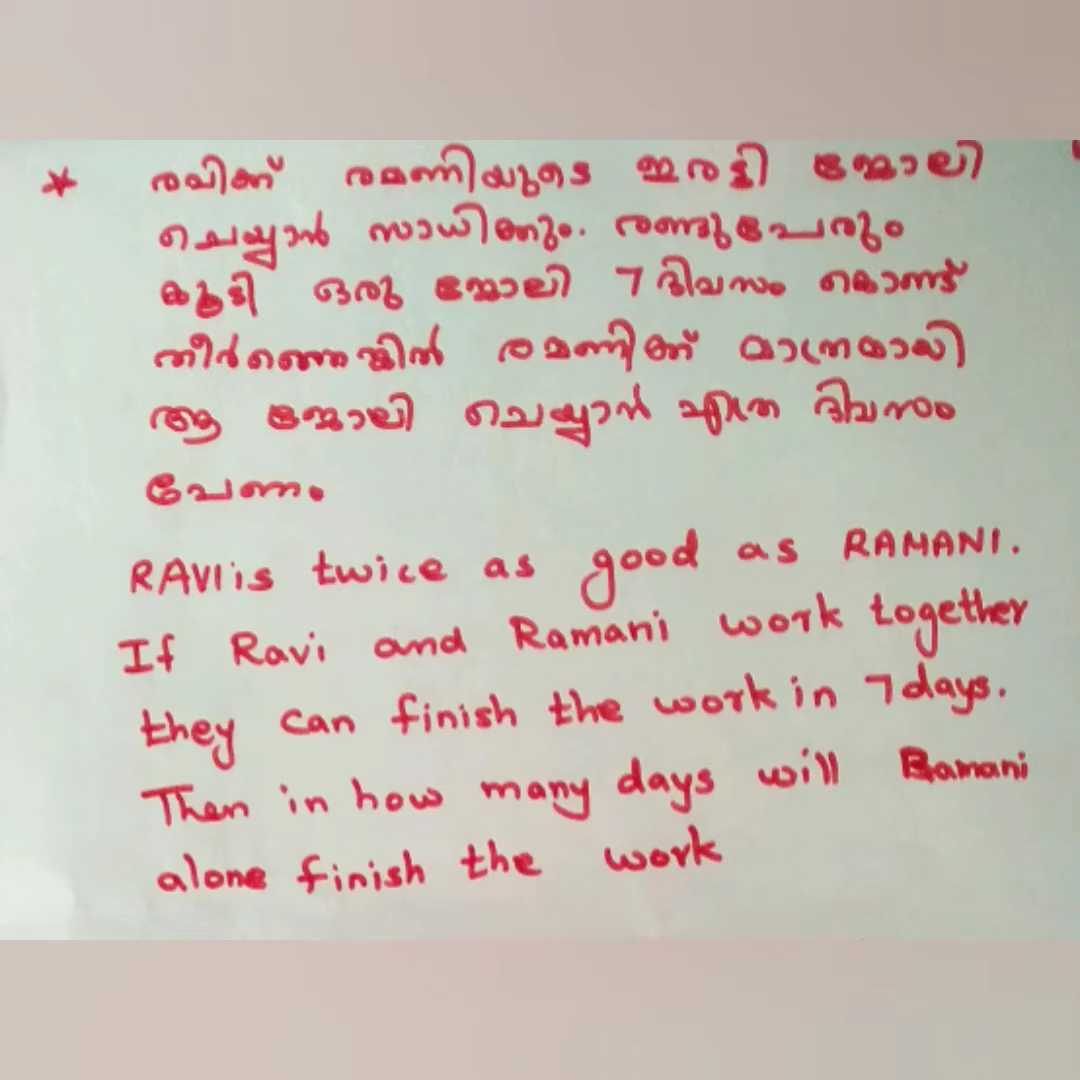 * രവിക്ക് രമണിയുടെ ഇരട്ടി ജോലി
ചെയ്യാൻ സാധിക്കും. രണ്ടുപേരും
കൂടി ഒരു ജോലി 7 ദിവസം കൊണ്ട്
തീർന്നെങ്കിൽ രമണിക്ക് മാത്രമായി
ആ ജോലി ചെയ്യാൻ എത്ര ദിവസം
വേണം
RAVI is twice as good as RAMANI.
If Ravi and Ramani work together
they can finish the work in 7 days.
Then in how many days will Ramani
alone finish the work